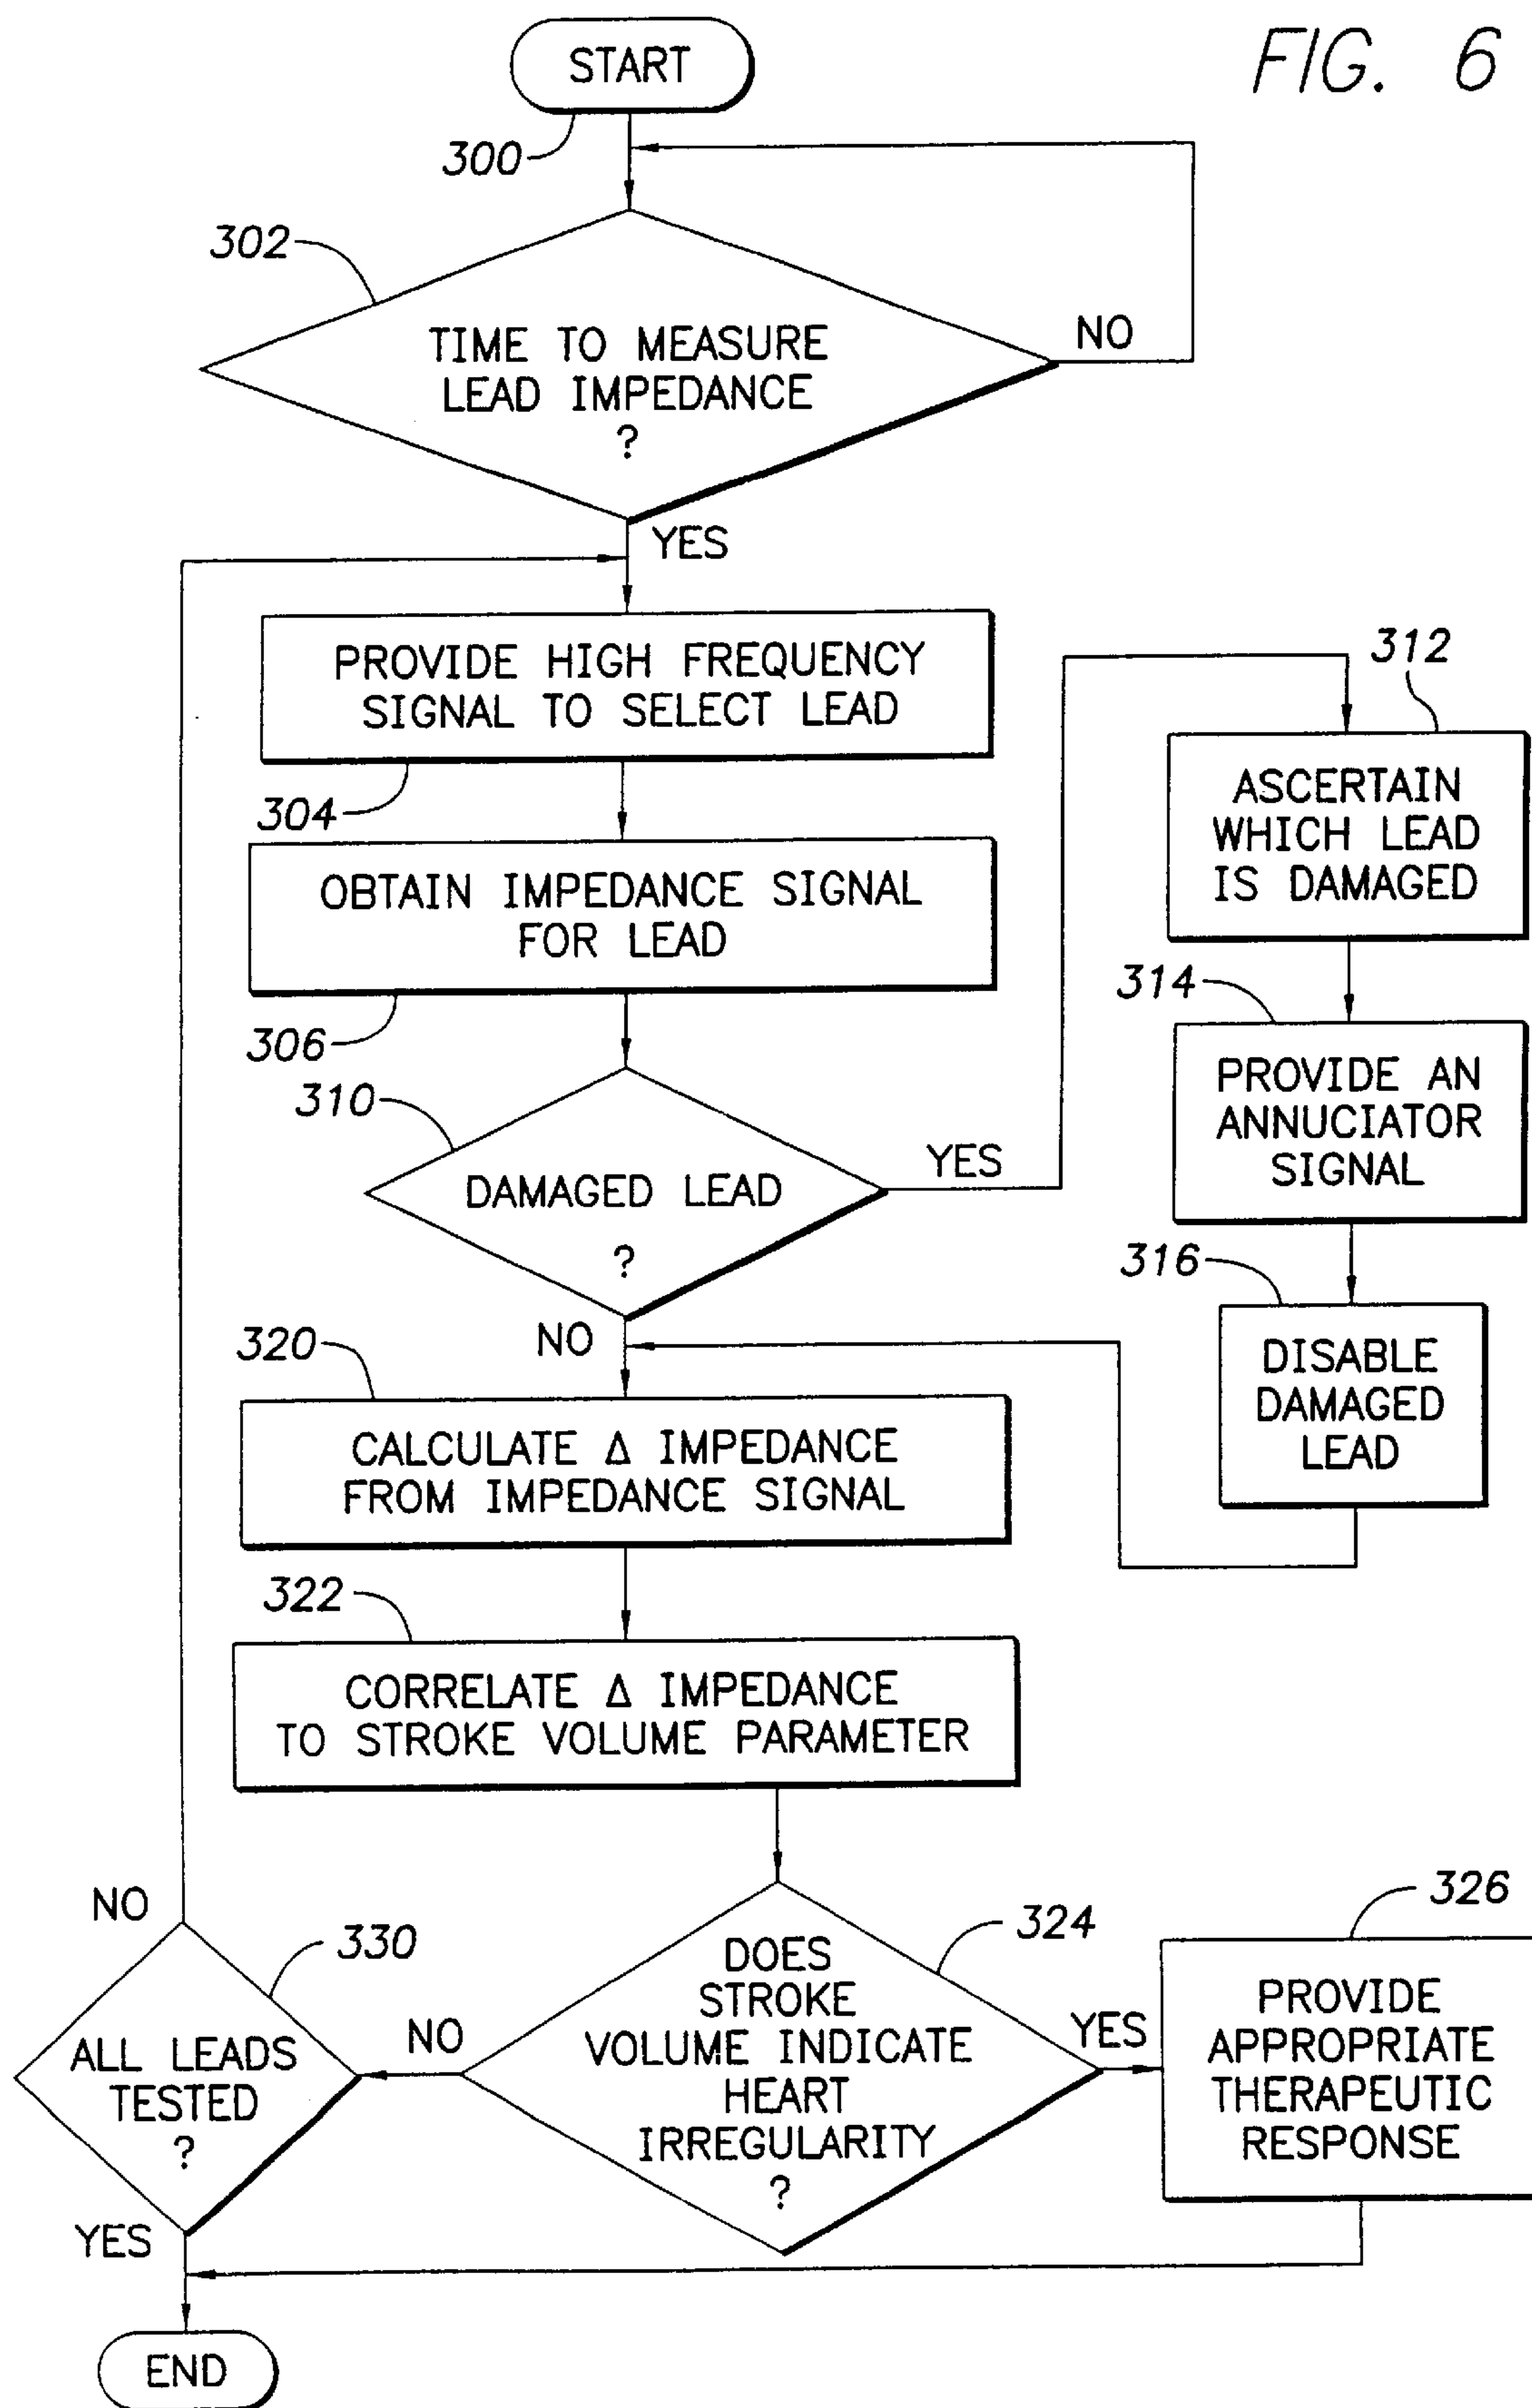 FIG. 6
START
300
302
TIME TO MEASURE
LEAD IMPEDANCE
?
NO
YES
PROVIDE HIGH FREQUENCY
SIGNAL TO SELECT LEAD
304
OBTAIN IMPEDANCE SIGNAL
FOR LEAD
306
310
DAMAGED LEAD
?
YES
312
ASCERTAIN
WHICH LEAD
IS DAMAGED
314
PROVIDE AN
ANNUCIATOR
SIGNAL
316
DISABLE
DAMAGED
LEAD
NO
320
CALCULATE Δ IMPEDANCE
FROM IMPEDANCE SIGNAL
322
CORRELATE Δ IMPEDANCE
TO STROKE VOLUME PARAMETER
324
DOES
STROKE
VOLUME INDICATE
HEART
IRREGULARITY
?
YES
326
PROVIDE
APPROPRIATE
THERAPEUTIC
RESPONSE
NO
330
ALL LEADS
TESTED
?
NO
YES
END